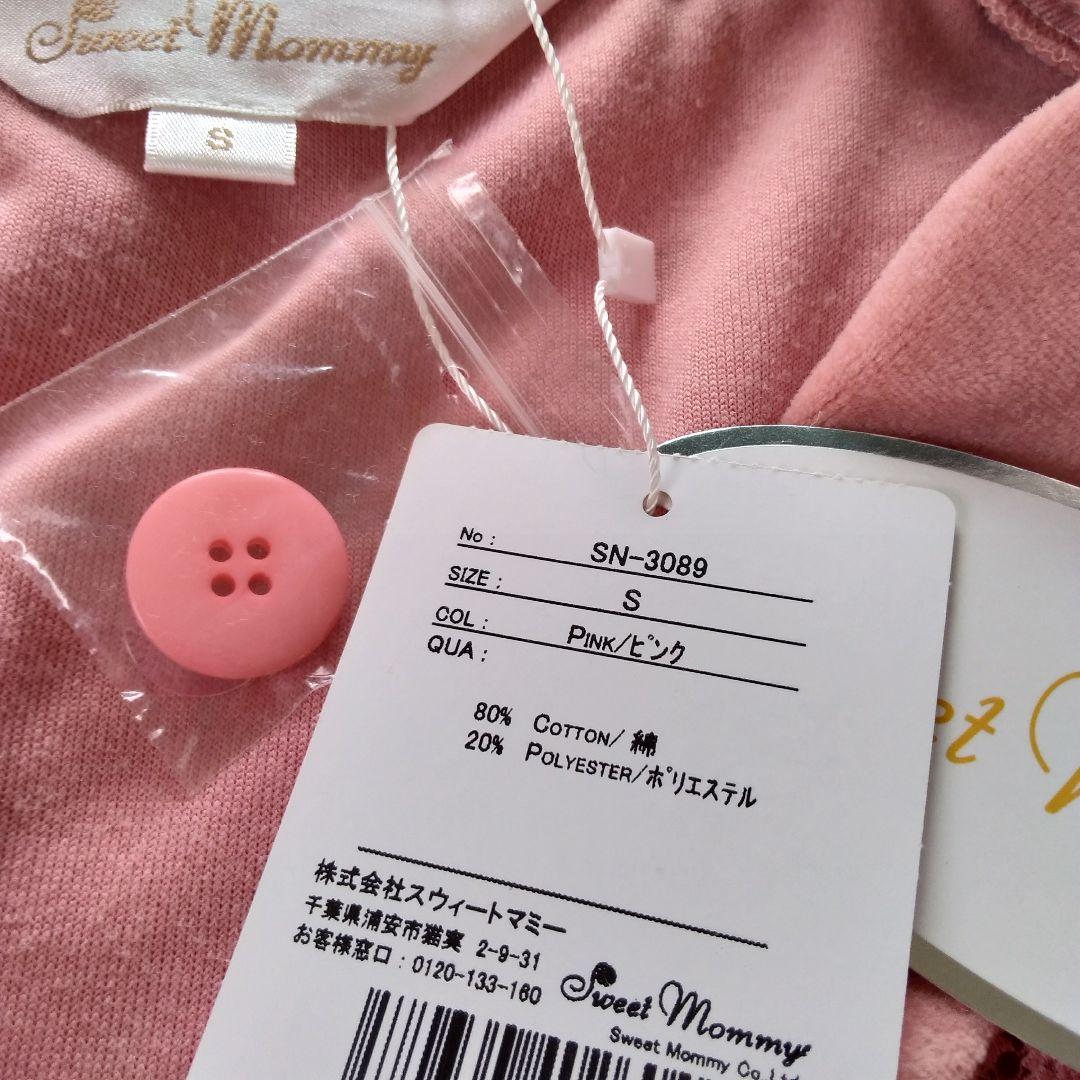 Sweet Mommy
S
No : SN-3089
SIZE : S
COL : PINK/ピンク
QUA :
80% COTTON/綿
20% POLYESTER/ポリエステル
株式会社スウィートマミー
千葉県浦安市猫実 2-9-31
お客様窓口 : 0120-133-160
Sweet Mommy
Sweet Mommy Co.,Ltd